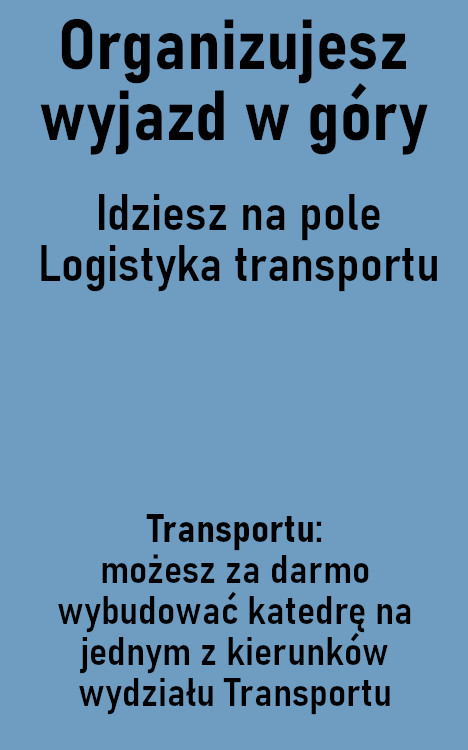 Organizujesz
wyjazd w góry
Idziesz na pole
Logistyka transportu
Transportu:
możesz za darmo
wybudować katedrę na
jednym z kierunków
wydziału Transportu